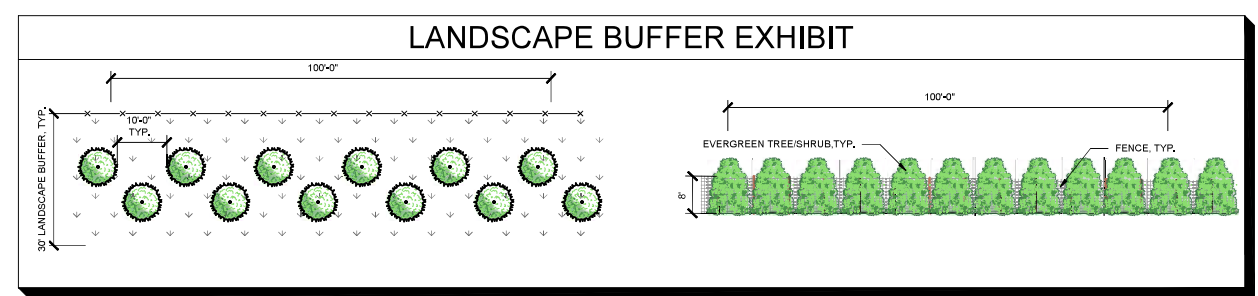 LANDSCAPE BUFFER EXHIBIT
100'-0"
10'-0"
TYP.
30' LANDSCAPE BUFFER, TYP.
100'-0"
EVERGREEN TREE/SHRUB,TYP.
FENCE, TYP.
8'